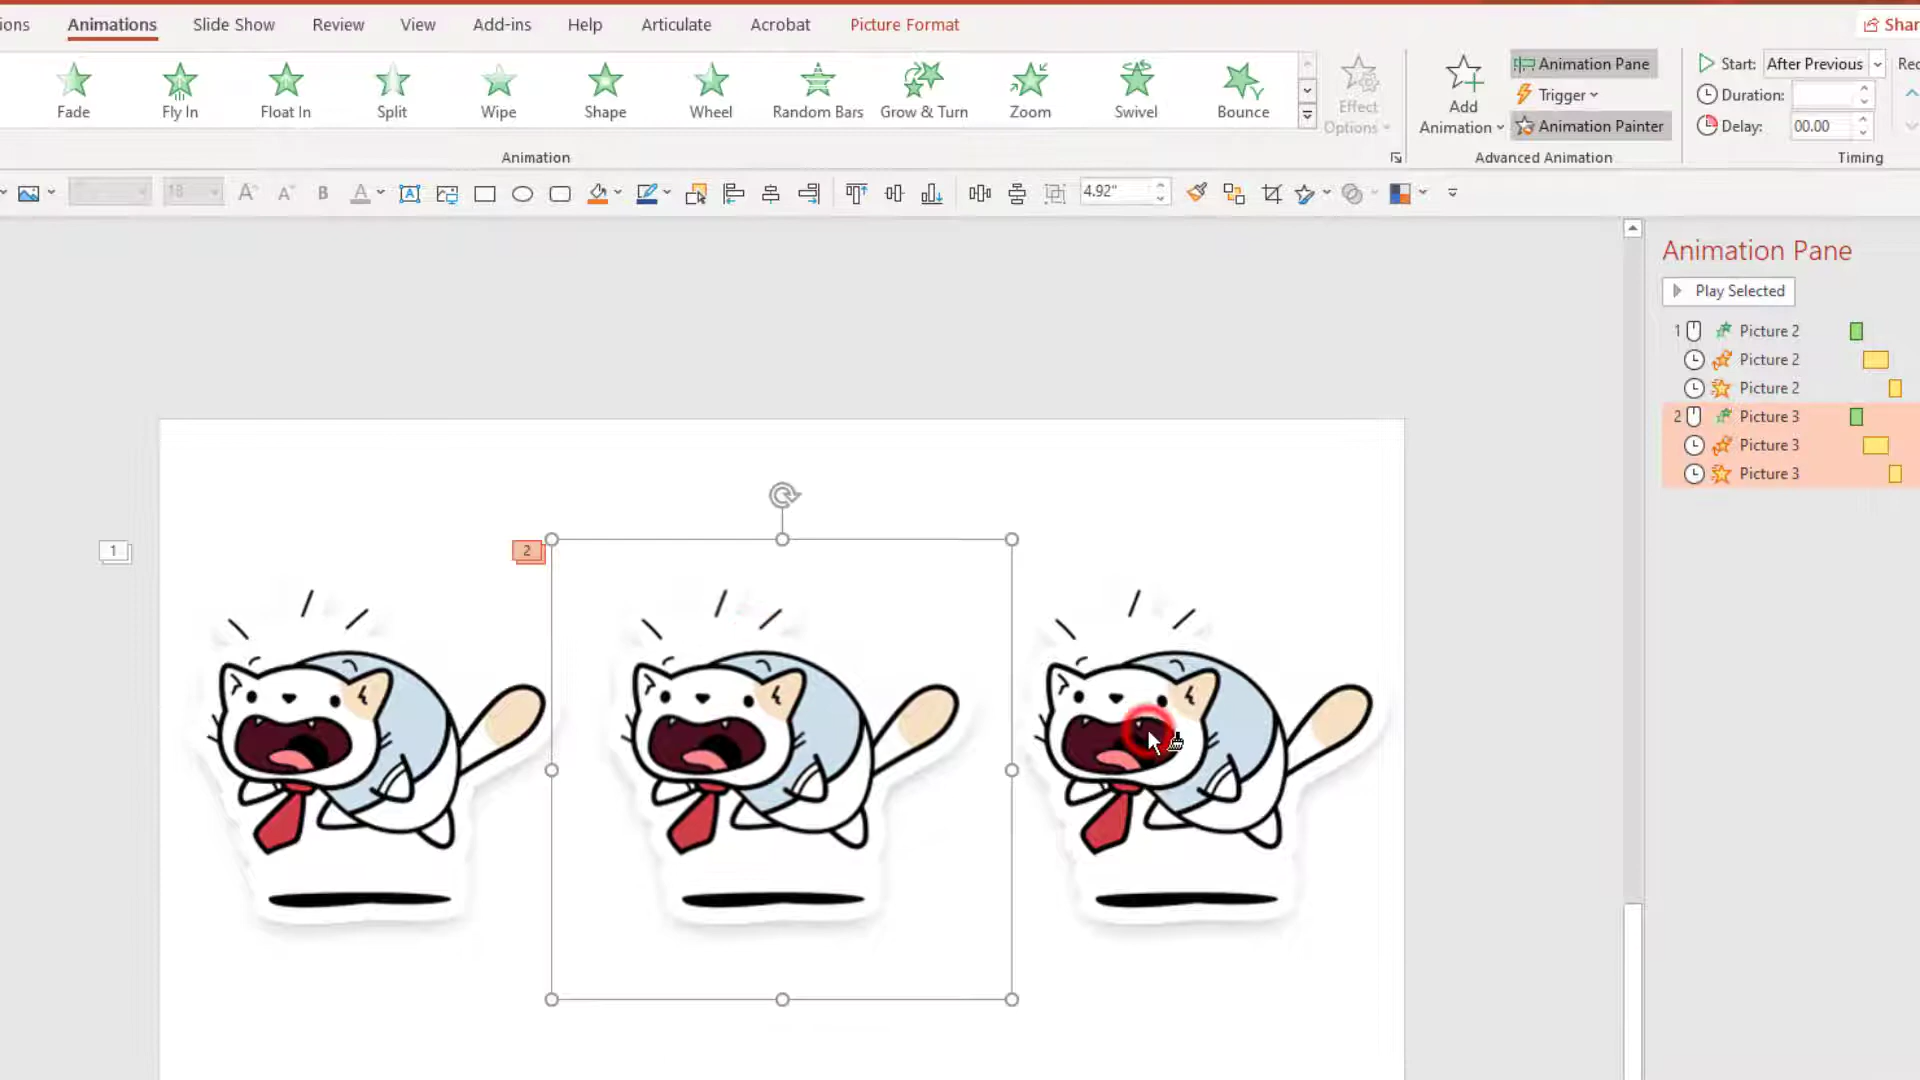 ions Animations Slide Show Review View Add-ins Help Articulate Acrobat Picture Format Shar
Fade Fly In Float In Split Wipe Shape Wheel Random Bars Grow & Turn Zoom Swivel Bounce
Effect
Options
Add
Animation
Animation Pane
Trigger
Animation Painter
Start: After Previous
Duration:
Delay: 00.00
Rec
Animation Advanced Animation Timing
18 A A B A A 4.92"
Animation Pane
Play Selected
1 Picture 2
Picture 2
Picture 2
2 Picture 3
Picture 3
Picture 3
1
2